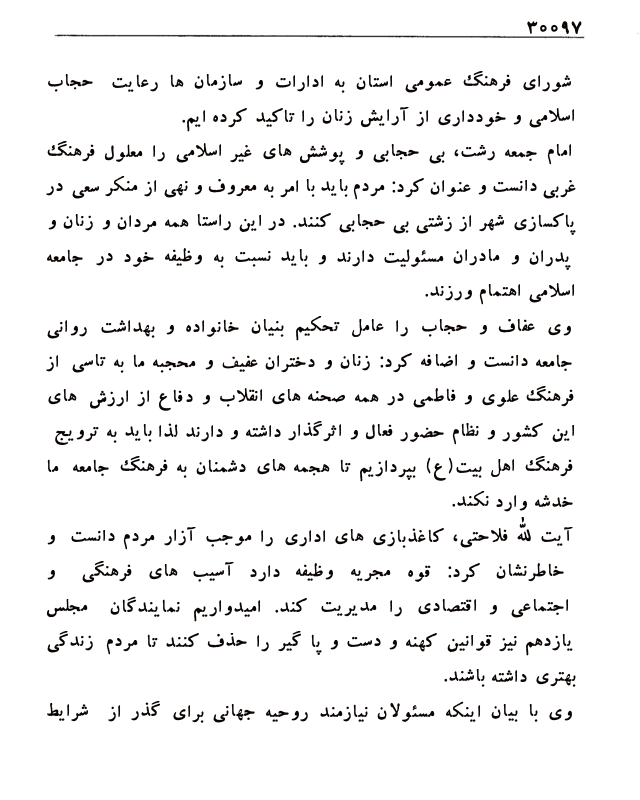 ۳۰۰۹۷
شورای فرهنگ عمومی استان به ادارات و سازمان ها رعایت حجاب
اسلامی و خودداری از آرایش زنان را تاکید کرده ایم.
امام جمعه رشت، بی حجابی و پوشش های غیر اسلامی را معلول فرهنگ
غربی دانست و عنوان کرد: مردم باید با امر به معروف و نهی از منکر سعی در
پاکسازی شهر از زشتی بی حجابی کنند. در این راستا همه مردان و زنان و
پدران و مادران مسئولیت دارند و باید نسبت به وظیفه خود در جامعه
اسلامی اهتمام ورزند.
وی عفاف و حجاب را عامل تحکیم بنیان خانواده و بهداشت روانی
جامعه دانست و اضافه کرد: زنان و دختران عفیف و محجبه ما به تاسی از
فرهنگ علوی و فاطمی در همه صحنه های انقلاب و دفاع از ارزش های
این کشور و نظام حضور فعال و اثرگذار داشته و دارند لذا باید به ترویج
فرهنگ اهل بیت(ع) بپردازیم تا هجمه های دشمنان به فرهنگ جامعه ما
خدشه وارد نکند.
آیت الله فلاحتی، کاغذبازی های اداری را موجب آزار مردم دانست و
خاطرنشان کرد: قوه مجریه وظیفه دارد آسیب های فرهنگی و
اجتماعی و اقتصادی را مدیریت کند. امیدواریم نمایندگان مجلس
یازدهم نیز قوانین کهنه و دست و پا گیر را حذف کنند تا مردم زندگی
بهتری داشته باشند.
وی با بیان اینکه مسئولان نیازمند روحیه جهانی برای گذر از شرایط